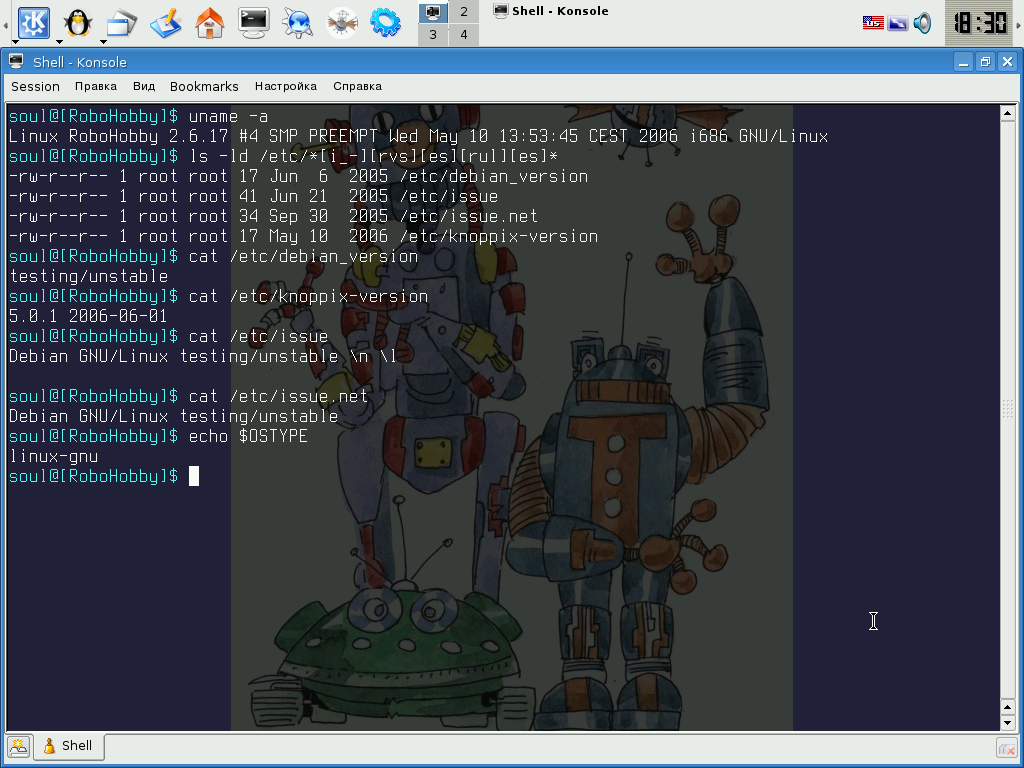 2
3 4
Shell - Konsole
US
18:30
Shell - Konsole
Session Правка Вид Bookmarks Настройка Справка
soul@[RoboHobby]$ uname -a
Linux RoboHobby 2.6.17 #4 SMP PREEMPT Wed May 10 13:53:45 CEST 2006 i686 GNU/Linux
soul@[RoboHobby]$ ls -ld /etc/*[i_-][rvs][es][rul][es]*
-rw-r--r-- 1 root root 17 Jun  6  2005 /etc/debian_version
-rw-r--r-- 1 root root 41 Jun 21  2005 /etc/issue
-rw-r--r-- 1 root root 34 Sep 30  2005 /etc/issue.net
-rw-r--r-- 1 root root 17 May 10  2006 /etc/knoppix-version
soul@[RoboHobby]$ cat /etc/debian_version
testing/unstable
soul@[RoboHobby]$ cat /etc/knoppix-version
5.0.1 2006-06-01
soul@[RoboHobby]$ cat /etc/issue
Debian GNU/Linux testing/unstable \n \l
soul@[RoboHobby]$ cat /etc/issue.net
Debian GNU/Linux testing/unstable
soul@[RoboHobby]$ echo $OSTYPE
linux-gnu
soul@[RoboHobby]$
Shell